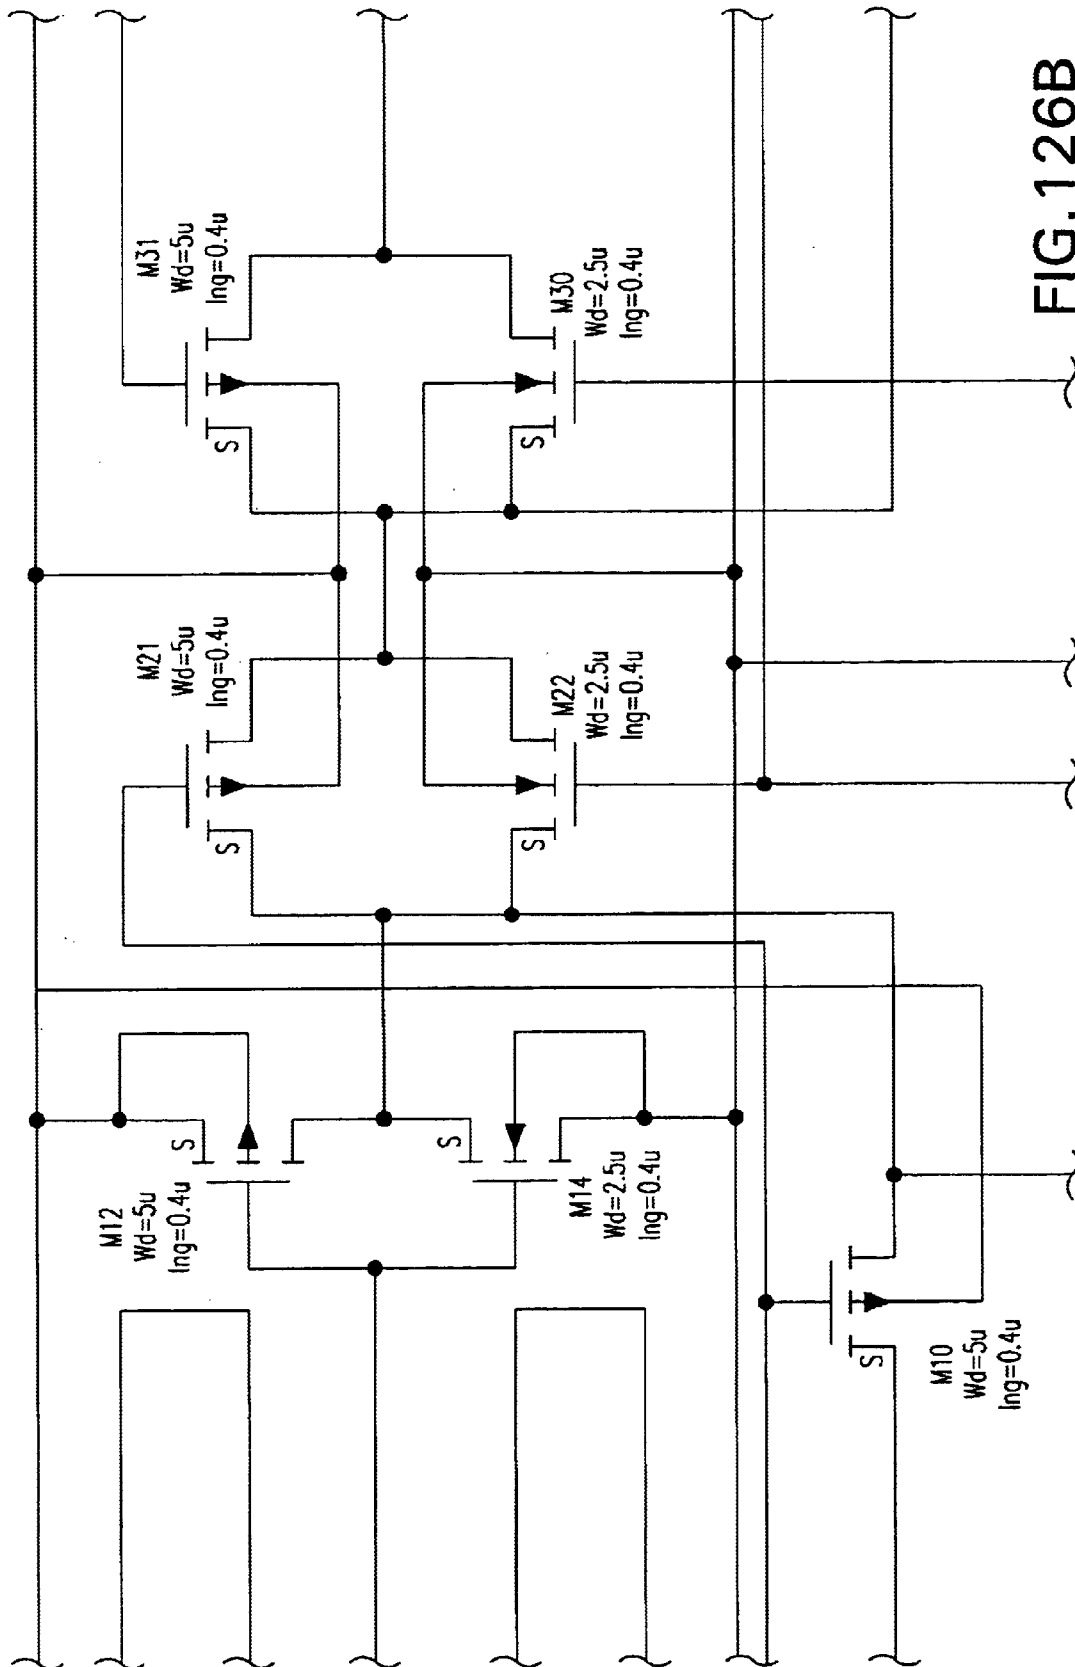 M12
Wd=5u
lng=0.4u
S
M14
Wd=2.5u
lng=0.4u
S
M21
Wd=5u
lng=0.4u
S
M22
Wd=2.5u
lng=0.4u
S
M31
Wd=5u
lng=0.4u
S
M30
Wd=2.5u
lng=0.4u
S
M10
Wd=5u
lng=0.4u
S
FIG.126B